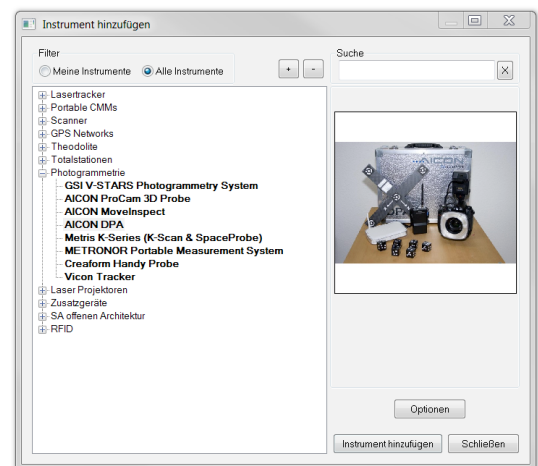 Instrument hinzufügen
Filter
Meine Instrumente
Alle Instrumente
+
-
Suche
X
Lasertracker
Portable CMMs
Scanner
GPS Networks
Theodolite
Totalstationen
Photogrammetrie
GSI V-STARS Photogrammetry System
AICON ProCam 3D Probe
AICON MoveInspect
AICON DPA
Metris K-Series (K-Scan & SpaceProbe)
METRONOR Portable Measurement System
Creaform Handy Probe
Vicon Tracker
Laser Projektoren
Zusatzgeräte
SA offenen Architektur
RFID
AICON
DPA
Optionen
Instrument hinzufügen
Schließen